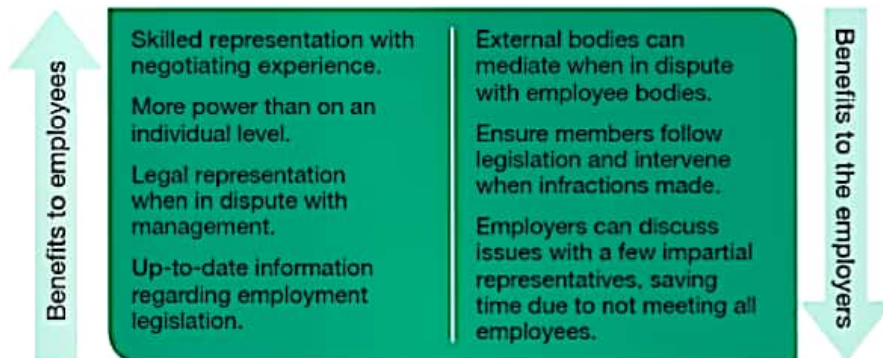 Benefits to employees
Skilled representation with
negotiating experience.
More power than on an
individual level.
Legal representation
when in dispute with
management.
Up-to-date information
regarding employment
legislation.
External bodies can
mediate when in dispute
with employee bodies.
Ensure members follow
legislation and intervene
when infractions made.
Employers can discuss
issues with a few impartial
representatives, saving
time due to not meeting all
employees.
Benefits to the employers